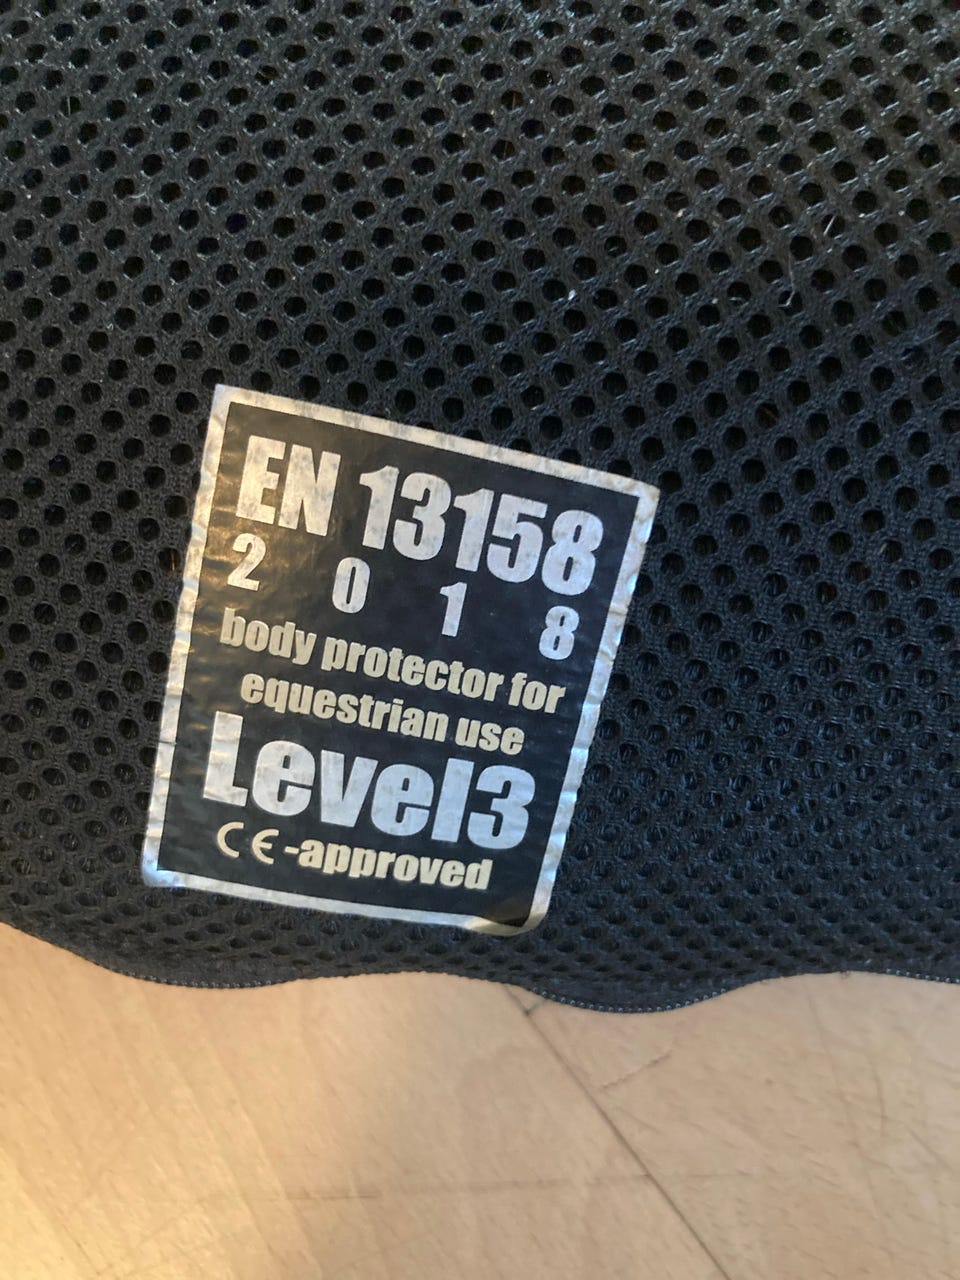 EN 13158
2 0 1 8
body protector for
equestrian use
Level3
CE-approved